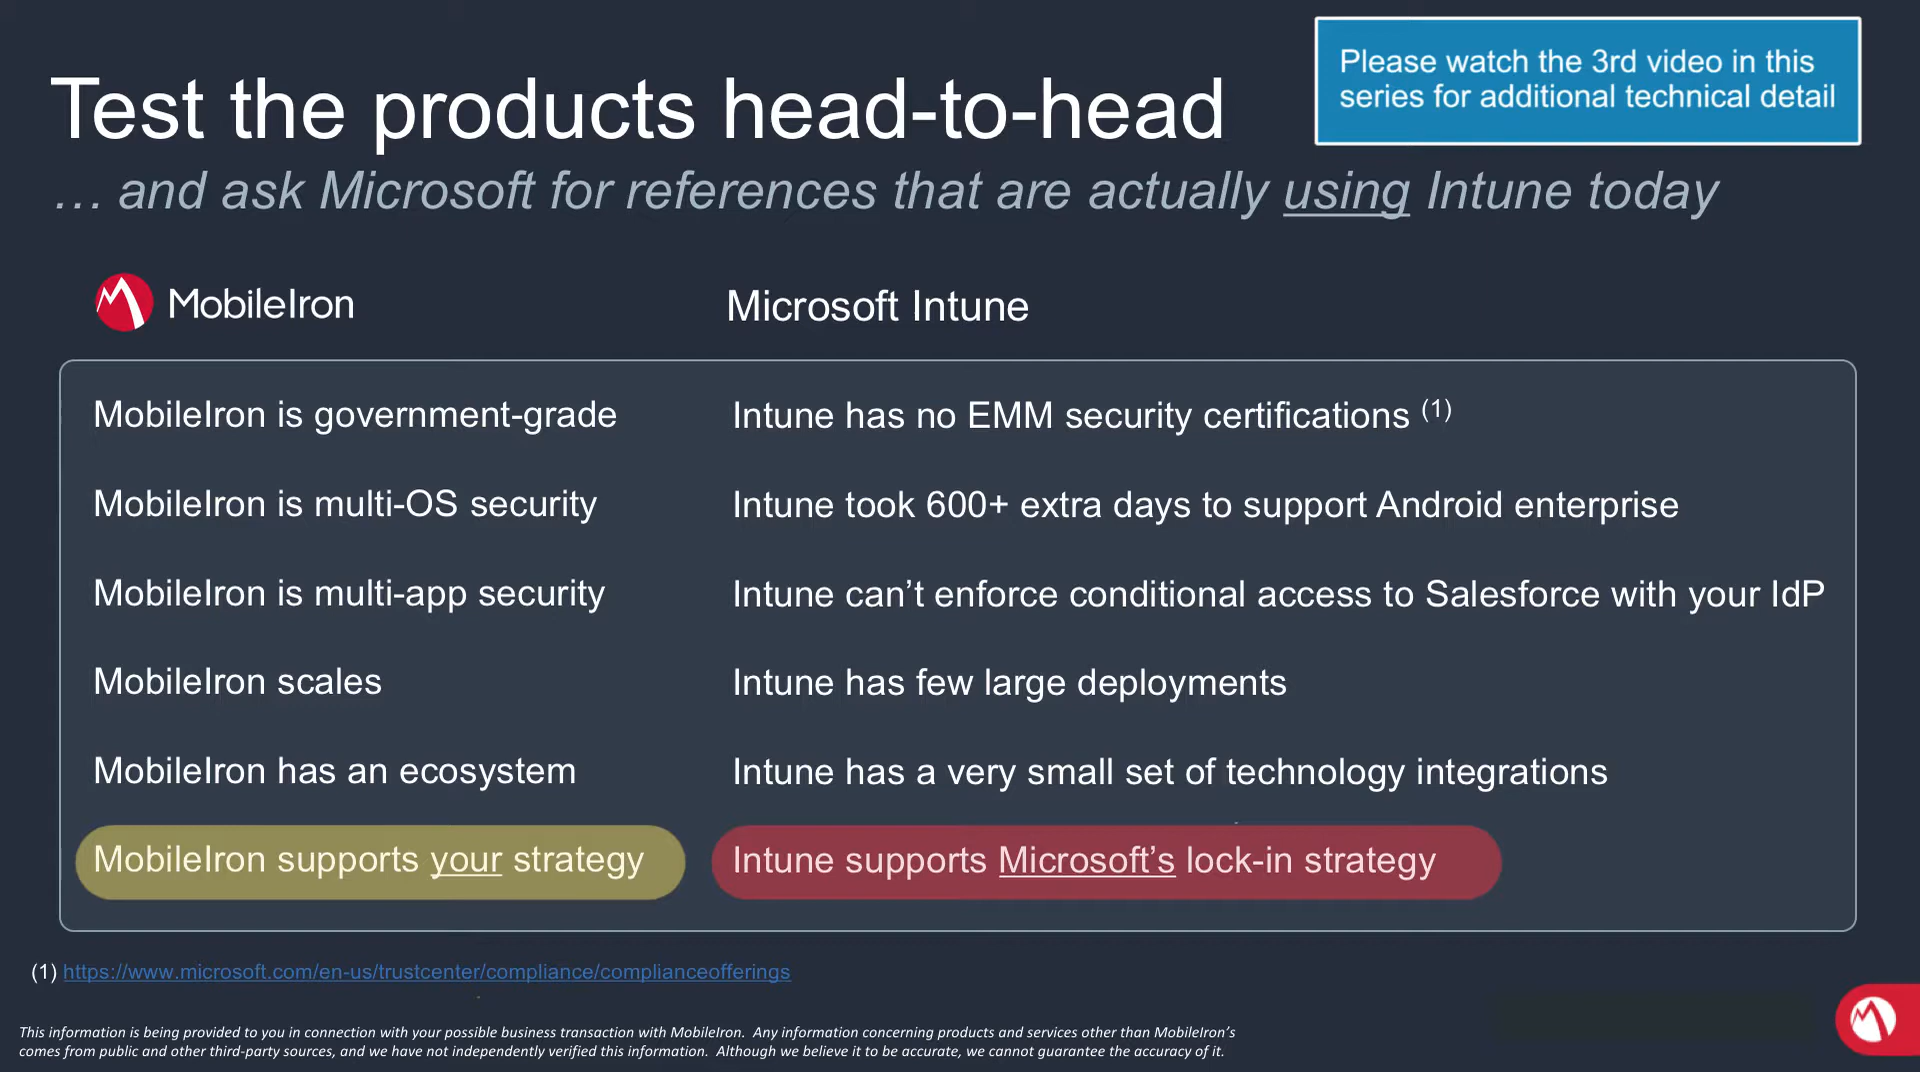 Please watch the 3rd video in this
series for additional technical detail
Test the products head-to-head
… and ask Microsoft for references that are actually using Intune today
MobileIron
Microsoft Intune
MobileIron is government-grade
Intune has no EMM security certifications (1)
MobileIron is multi-OS security
Intune took 600+ extra days to support Android enterprise
MobileIron is multi-app security
Intune can’t enforce conditional access to Salesforce with your IdP
MobileIron scales
Intune has few large deployments
MobileIron has an ecosystem
Intune has a very small set of technology integrations
MobileIron supports your strategy
Intune supports Microsoft’s lock-in strategy
(1) https://www.microsoft.com/en-us/trustcenter/compliance/complianceofferings
This information is being provided to you in connection with your possible business transaction with MobileIron. Any information concerning products and services other than MobileIron’s
comes from public and other third-party sources, and we have not independently verified this information. Although we believe it to be accurate, we cannot guarantee the accuracy of it.